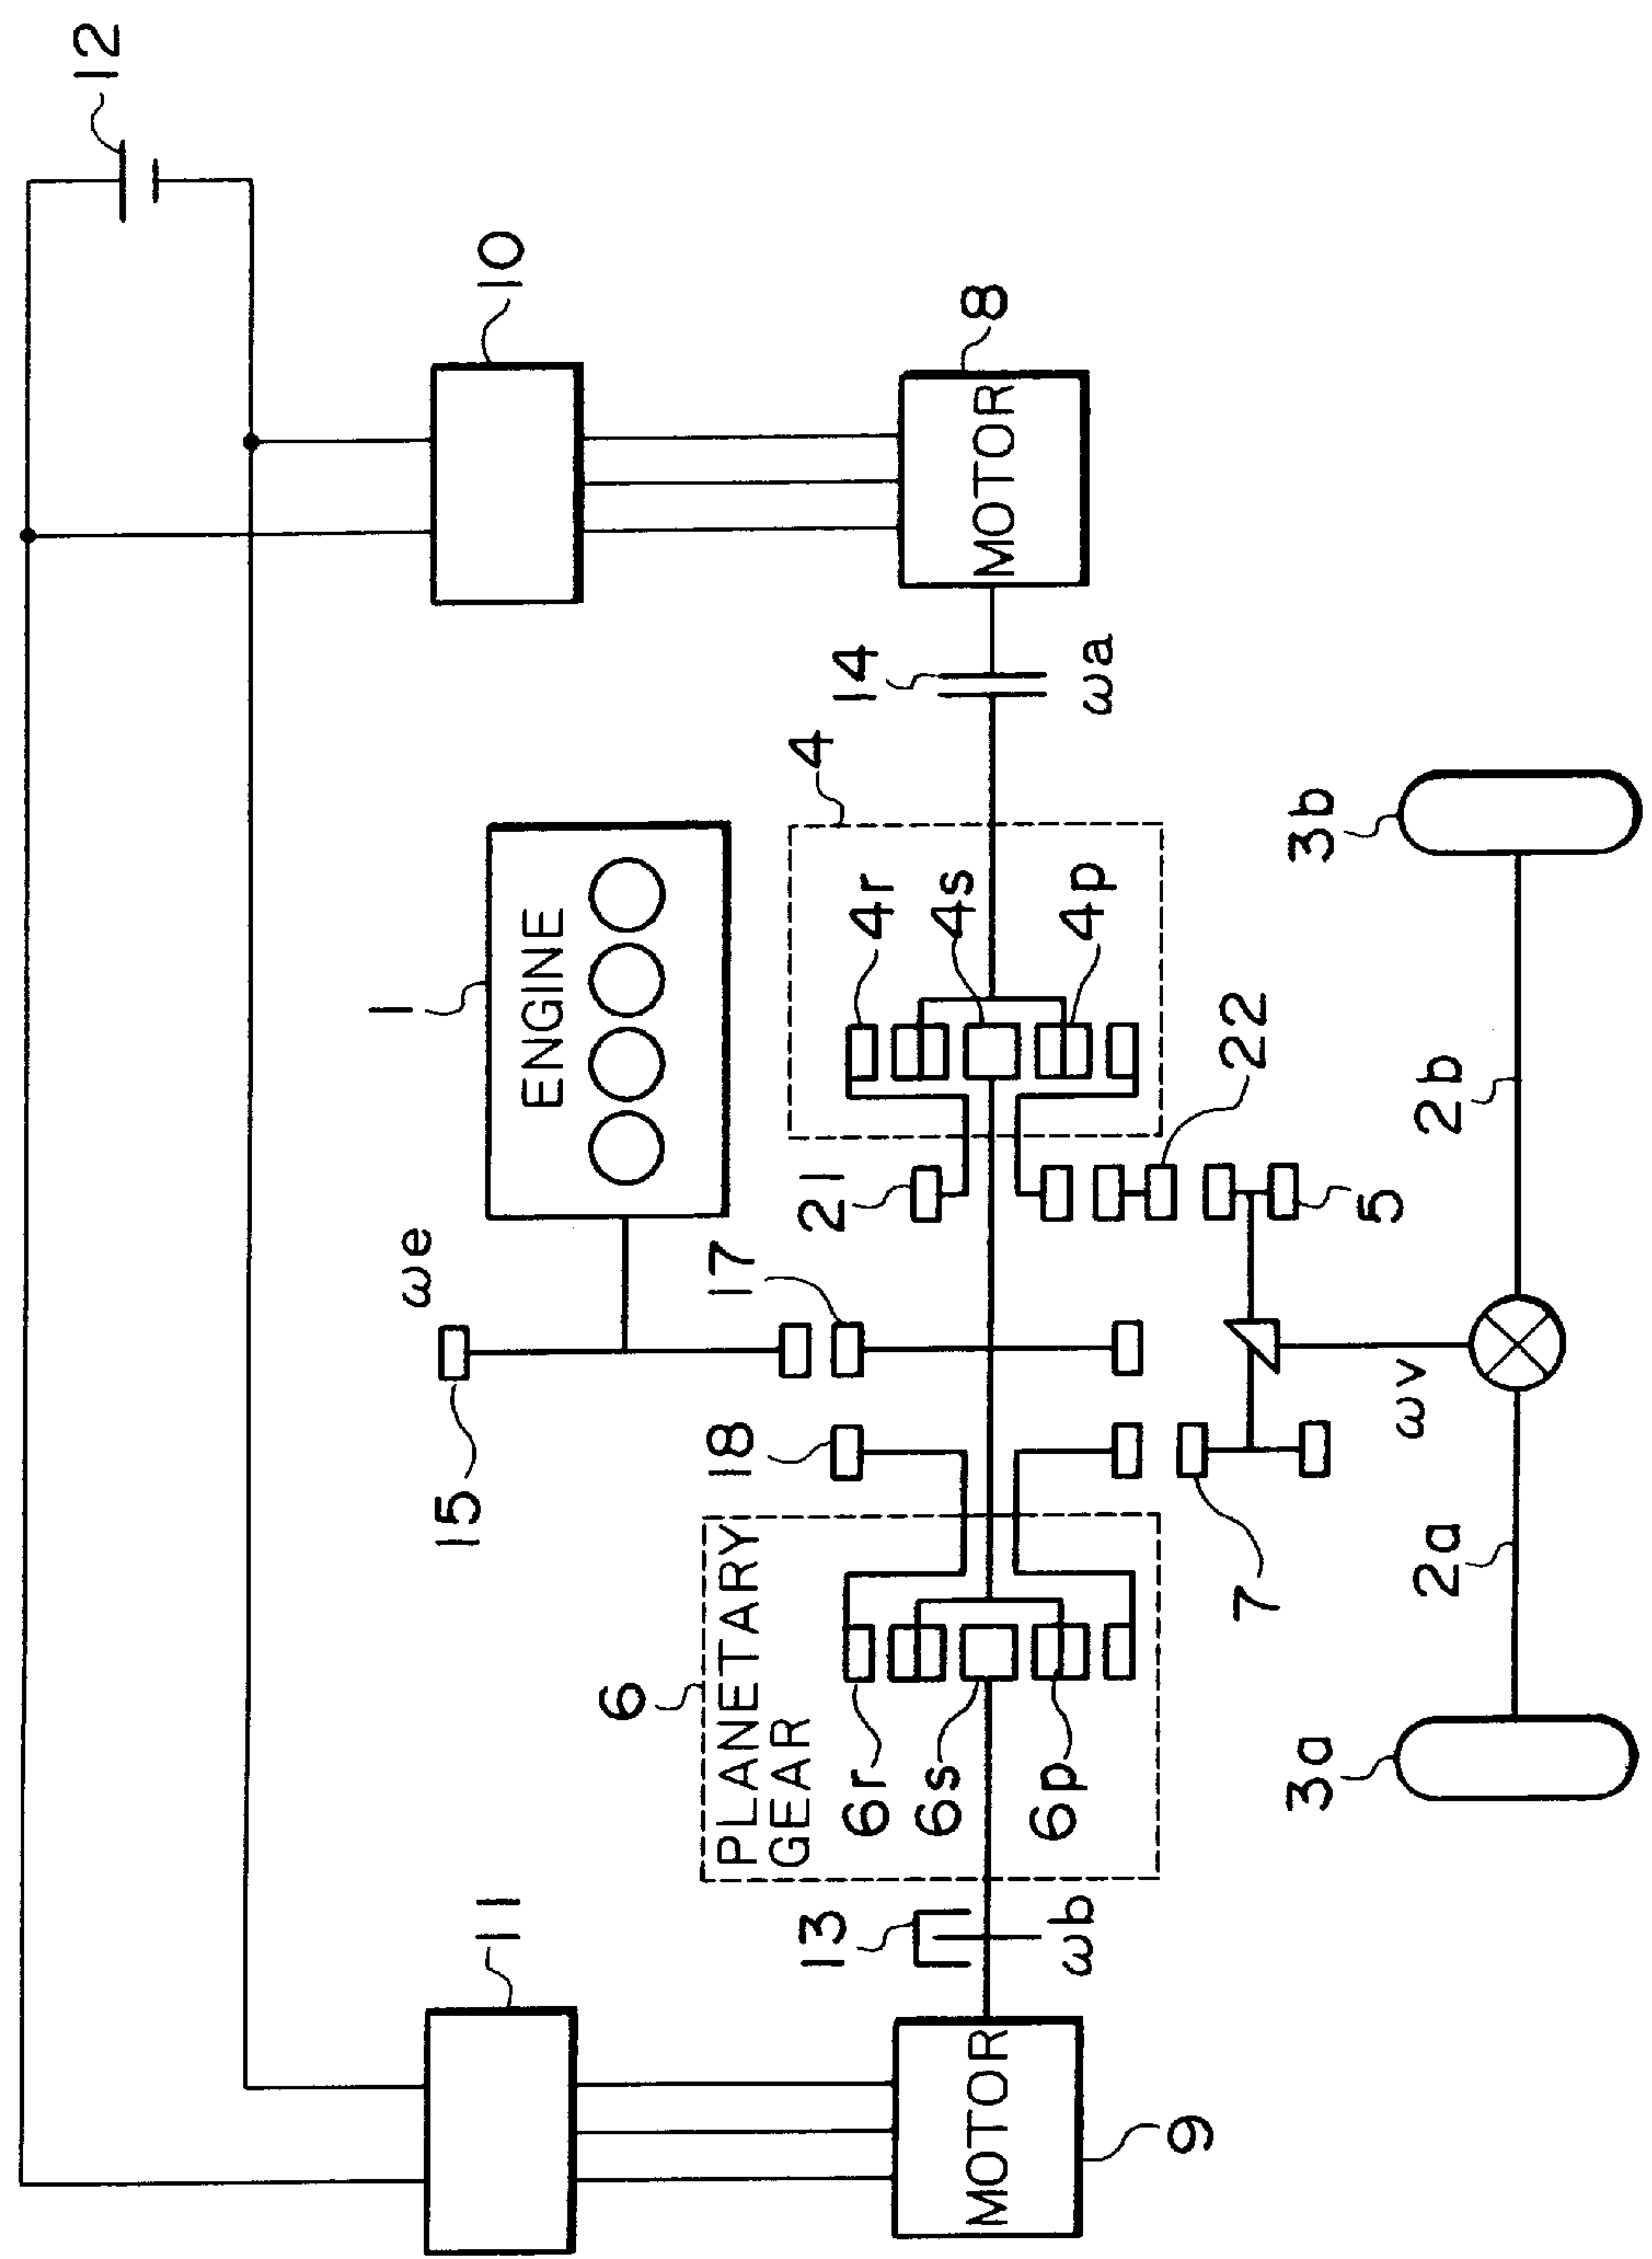 12
10
11
1
ENGINE
ωe
15
17
18
21
4
14
8
MOTOR
ωa
4r
4s
4p
22
5
6
PLANETARY
GEAR
6r
6s
6p
13
ωb
MOTOR
9
7
ωv
2a
2b
3a
3b